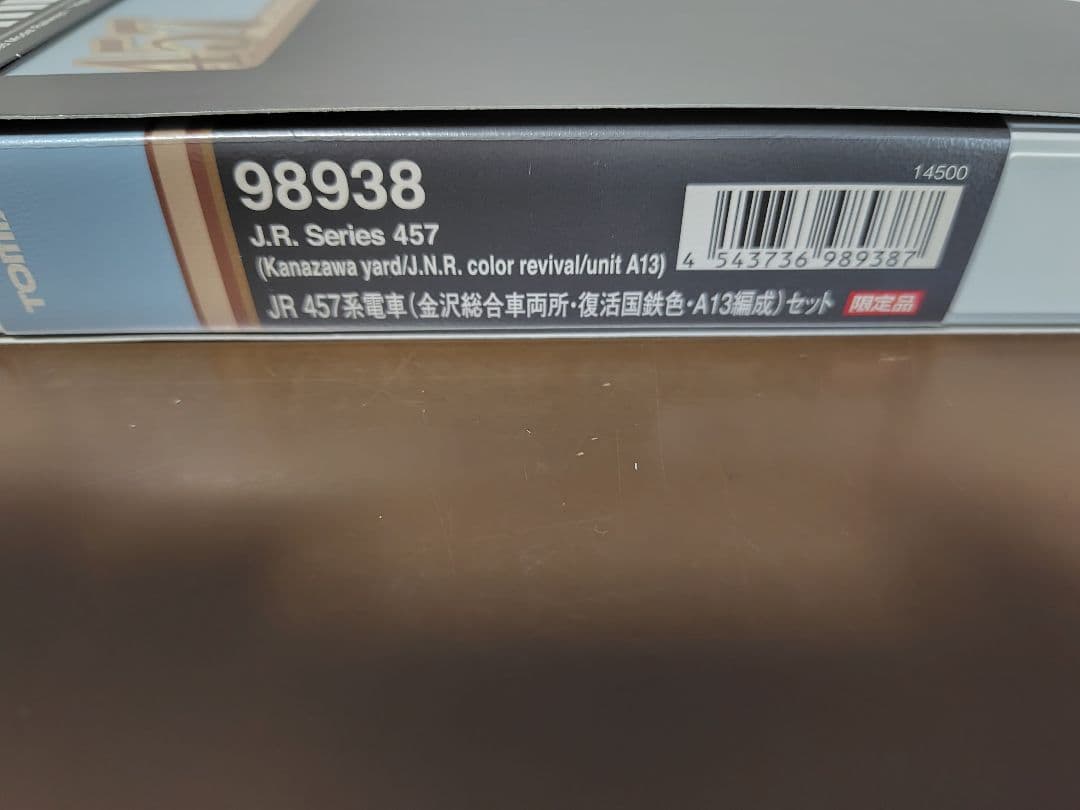 TOMIX
98938
14500
J.R. Series 457
(Kanazawa yard/J.N.R. color revival/unit A13)
4 543736 989387
JR 457系電車(金沢総合車両所・復活国鉄色・A13編成)セット 限定品